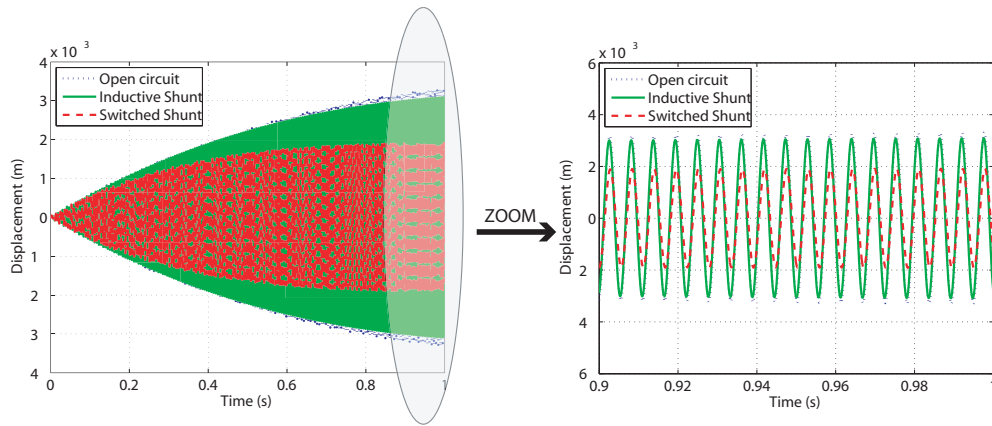 x 10 3
4
3
2
1
0
1
2
3
4
Displacement (m)
Open circuit
Inductive Shunt
Switched Shunt
0
0.2
0.4
0.6
0.8
1
Time (s)
ZOOM
x 10 3
6
4
2
0
2
4
6
Displacement (m)
Open circuit
Inductive Shunt
Switched Shunt
0.9
0.92
0.94
0.96
0.98
1
Time (s)